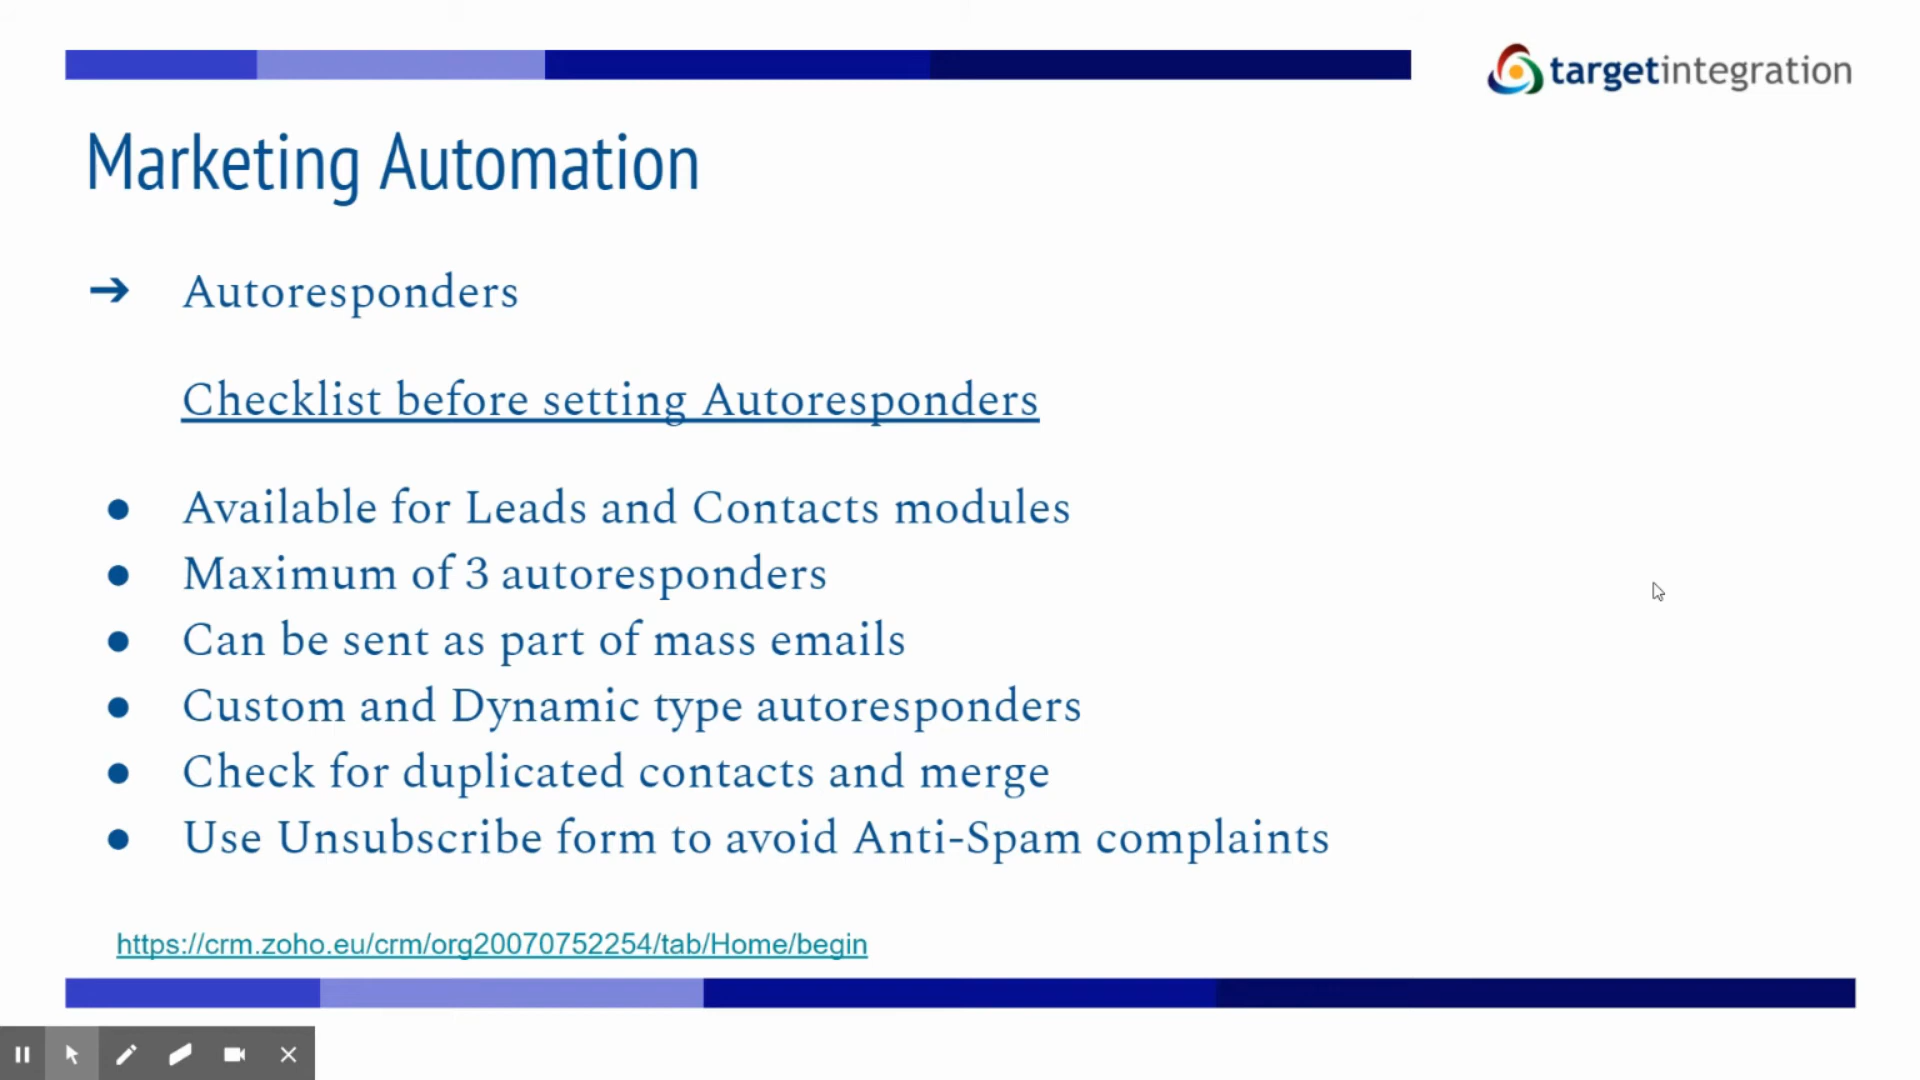 targetintegration
Marketing Automation
➔ Autoresponders
Checklist before setting Autoresponders
● Available for Leads and Contacts modules
● Maximum of 3 autoresponders
● Can be sent as part of mass emails
● Custom and Dynamic type autoresponders
● Check for duplicated contacts and merge
● Use Unsubscribe form to avoid Anti-Spam complaints
https://crm.zoho.eu/crm/org20070752254/tab/Home/begin